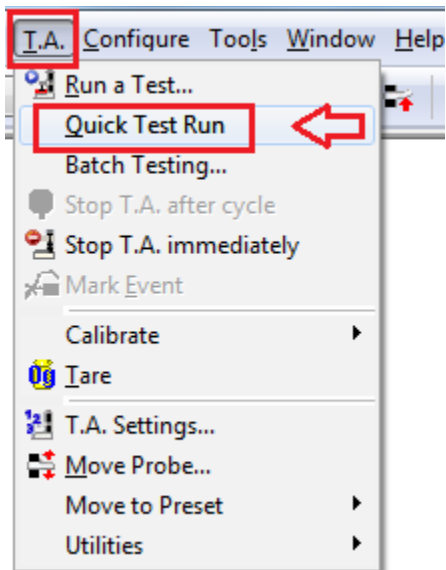 T.A. Configure Tools Window Help
Run a Test...
Quick Test Run
Batch Testing...
Stop T.A. after cycle
Stop T.A. immediately
Mark Event
Calibrate
Tare
T.A. Settings...
Move Probe...
Move to Preset
Utilities